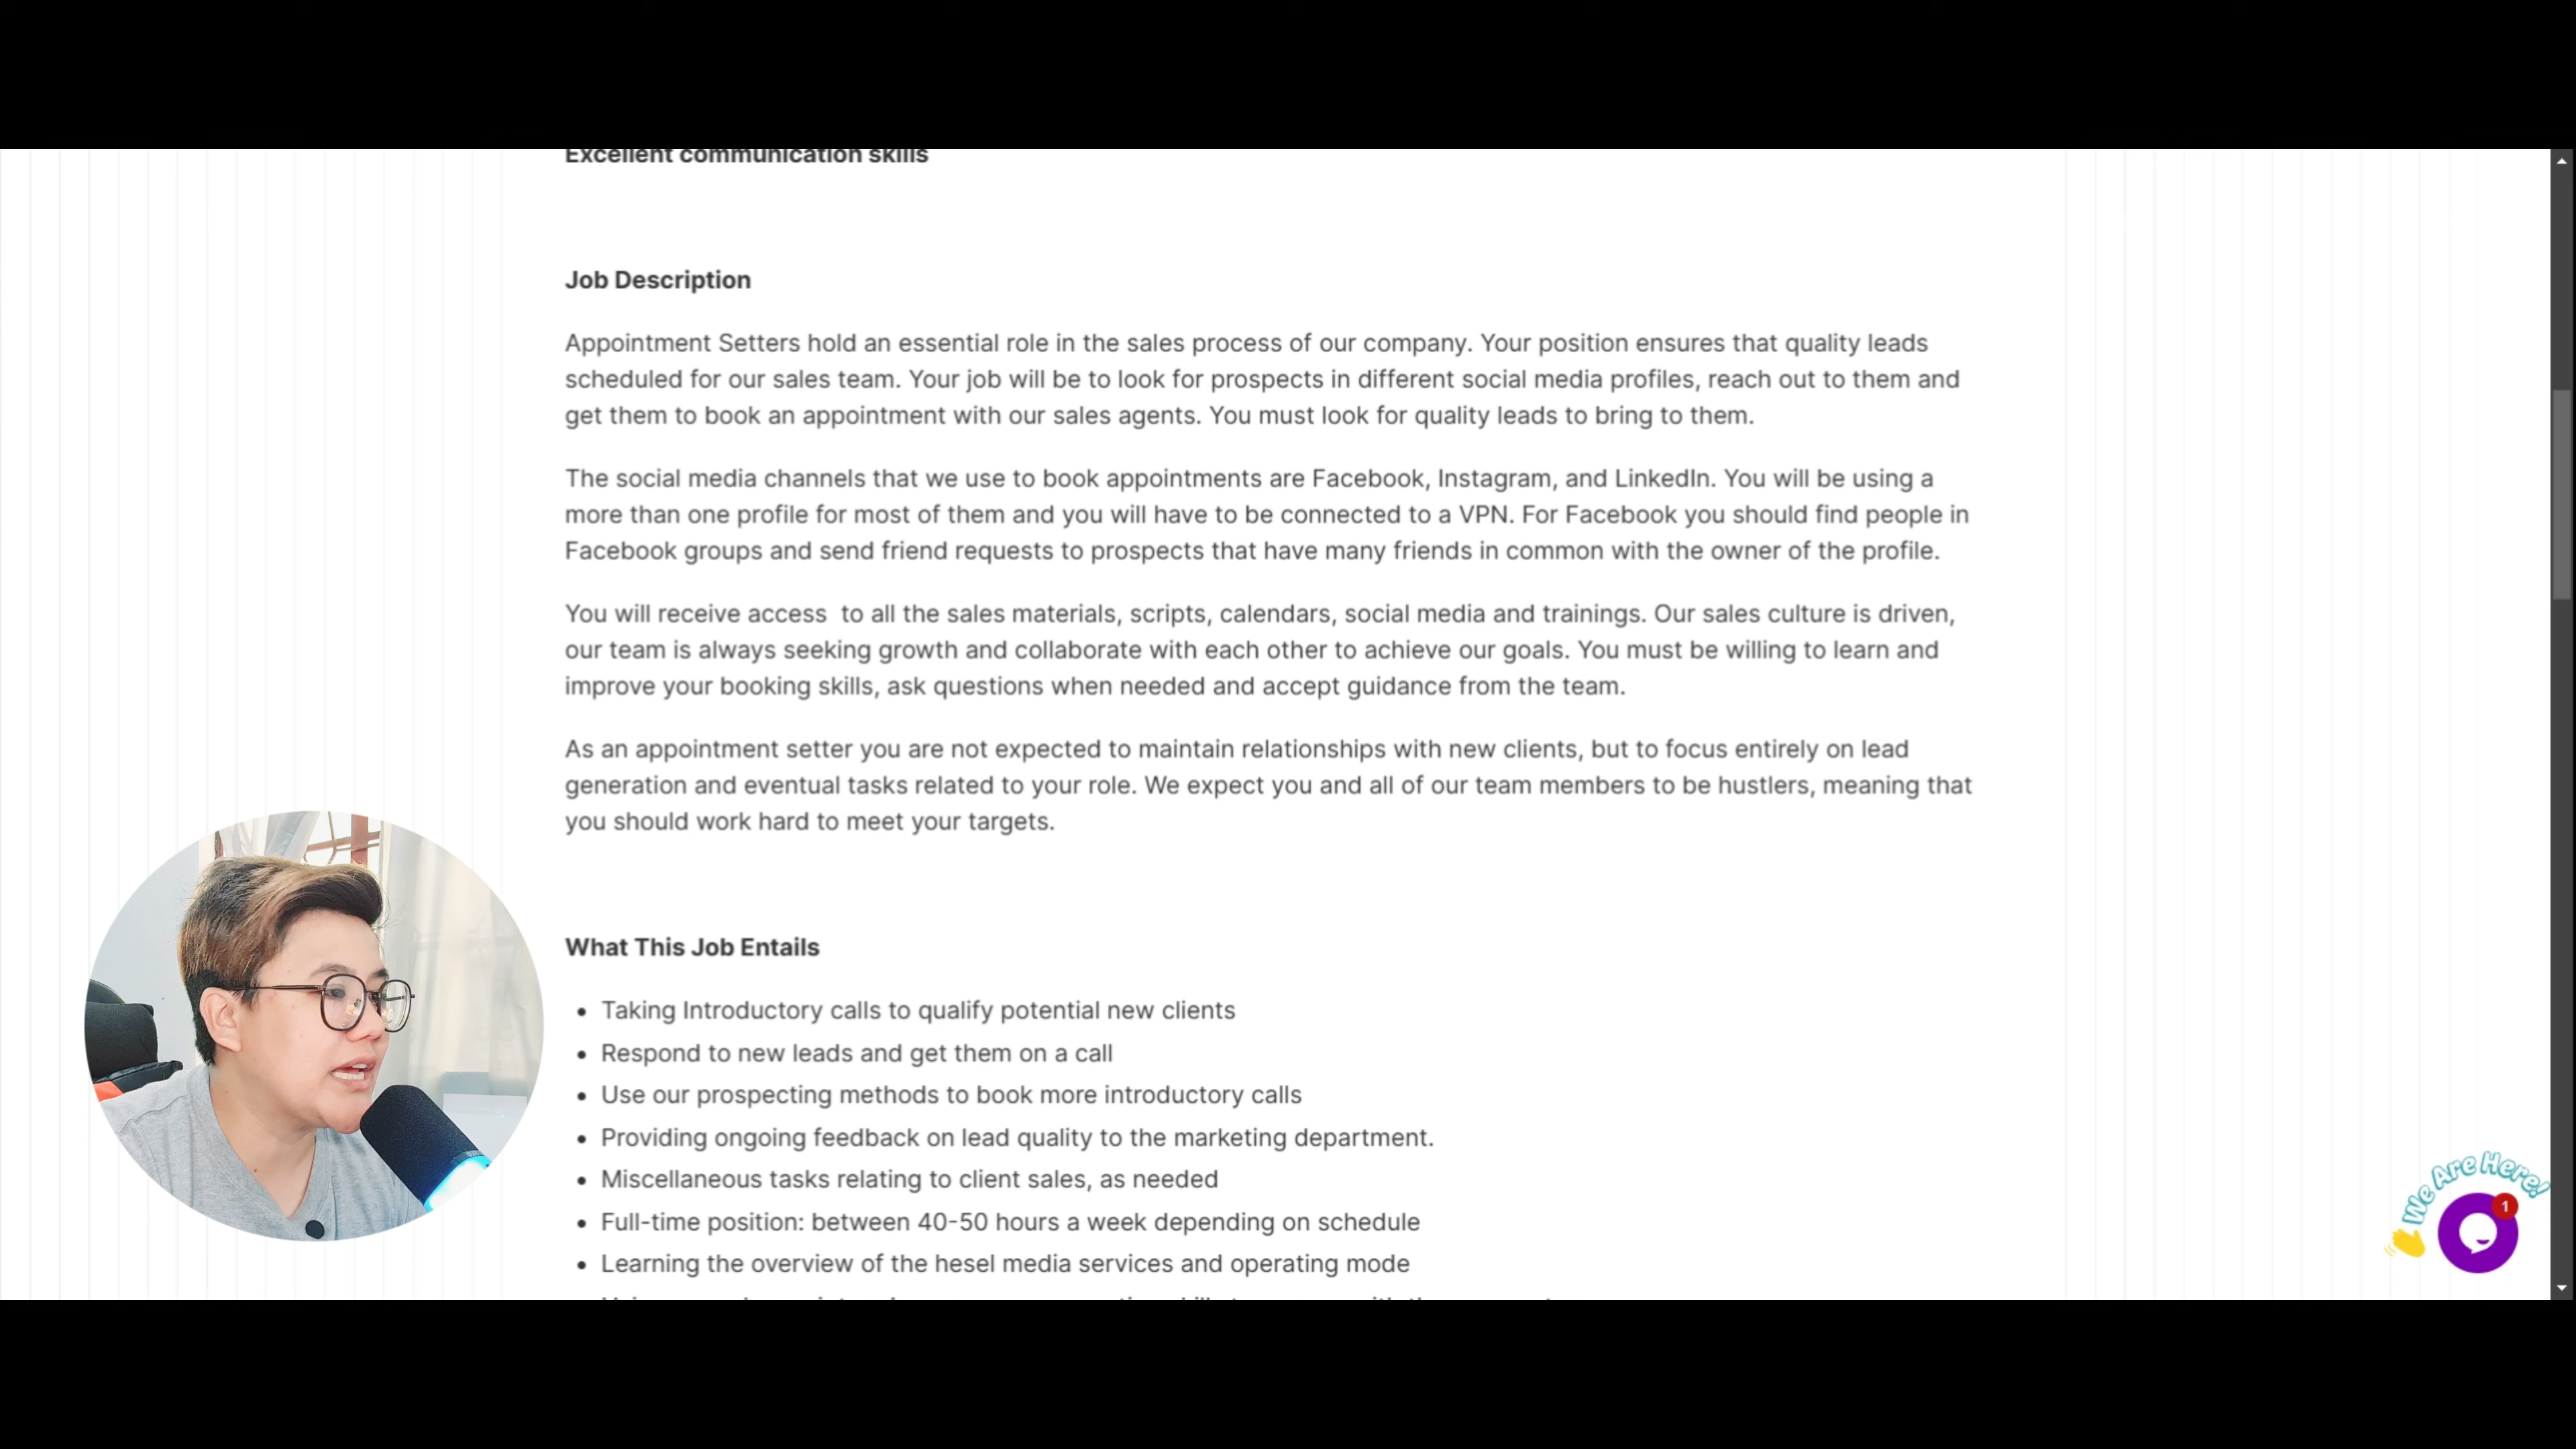 Excellent communication skills
Job Description
Appointment Setters hold an essential role in the sales process of our company. Your position ensures that quality leads
scheduled for our sales team. Your job will be to look for prospects in different social media profiles, reach out to them and
get them to book an appointment with our sales agents. You must look for quality leads to bring to them.
The social media channels that we use to book appointments are Facebook, Instagram, and LinkedIn. You will be using a
more than one profile for most of them and you will have to be connected to a VPN. For Facebook you should find people in
Facebook groups and send friend requests to prospects that have many friends in common with the owner of the profile.
You will receive access  to all the sales materials, scripts, calendars, social media and trainings. Our sales culture is driven,
our team is always seeking growth and collaborate with each other to achieve our goals. You must be willing to learn and
improve your booking skills, ask questions when needed and accept guidance from the team.
As an appointment setter you are not expected to maintain relationships with new clients, but to focus entirely on lead
generation and eventual tasks related to your role. We expect you and all of our team members to be hustlers, meaning that
you should work hard to meet your targets.
What This Job Entails
• Taking Introductory calls to qualify potential new clients
• Respond to new leads and get them on a call
• Use our prospecting methods to book more introductory calls
• Providing ongoing feedback on lead quality to the marketing department.
• Miscellaneous tasks relating to client sales, as needed
• Full-time position: between 40-50 hours a week depending on schedule
• Learning the overview of the hesel media services and operating mode
We Are Here!
1